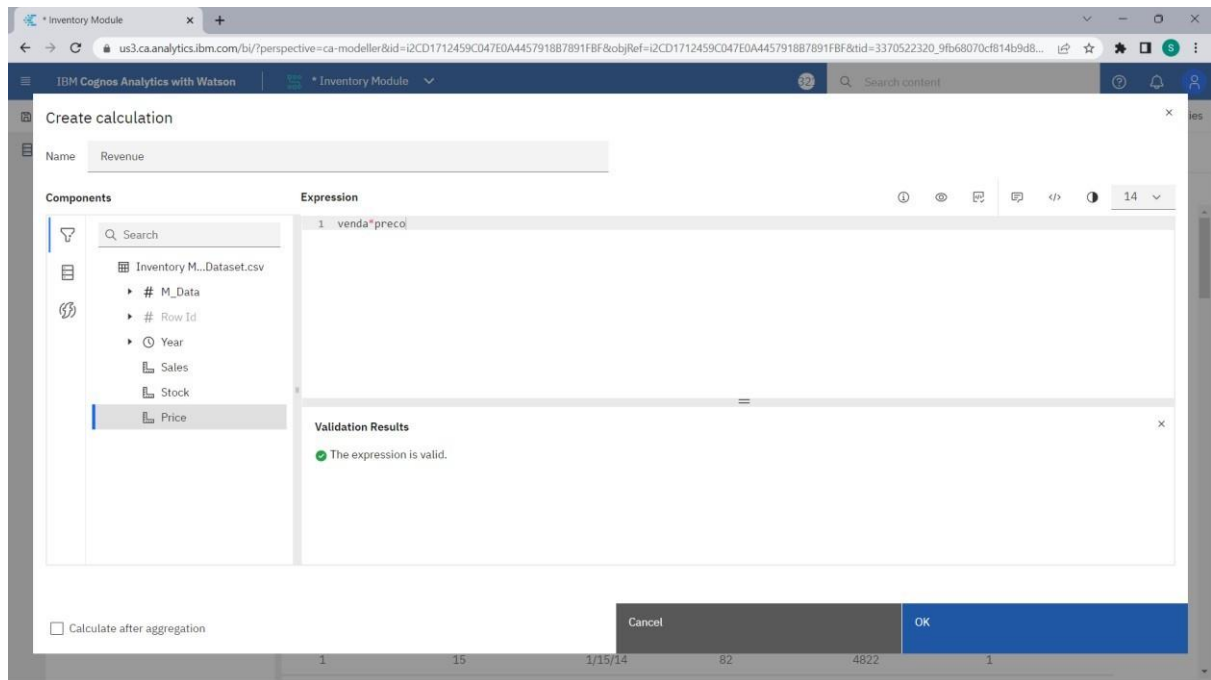 * Inventory Module
us3.ca.analytics.ibm.com/bi/?perspective=ca-modeller&id=i2CD1712459C047E0A4457918B7891FBF&objRef=i2CD1712459C047E0A4457918B7891FBF&tid=3370522320_9fb68070cf814b9d8...
S
IBM Cognos Analytics with Watson
* Inventory Module
32
Search content
Create calculation
ies
Name
Revenue
Components
Expression
14
1 venda*preco
Search
Inventory M...Dataset.csv
# M_Data
# Row Id
Year
Sales
Stock
Price
Validation Results
The expression is valid.
Calculate after aggregation
Cancel
OK
1 15 1/15/14 82 4822 1